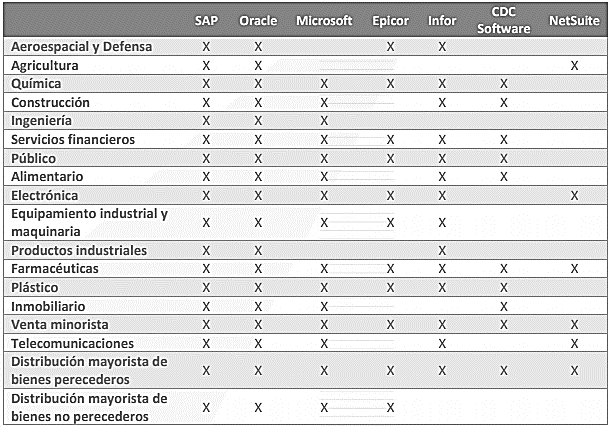 SAP Oracle Microsoft Epicor Infor CDC Software NetSuite
Aeroespacial y Defensa X X X X
Agricultura X X X
Química X X X X X X
Construcción X X X X X
Ingeniería X X X
Servicios financieros X X X X X X
Público X X X X X X
Alimentario X X X X X
Electrónica X X X X X X
Equipamiento industrial y
maquinaria X X X X X
Productos industriales X X X
Farmacéuticas X X X X X X X
Plástico X X X X X X
Inmobiliario X X X X
Venta minorista X X X X X X X
Telecomunicaciones X X X X X
Distribución mayorista de
bienes perecederos X X X X X X X
Distribución mayorista de
bienes no perecederos X X X X